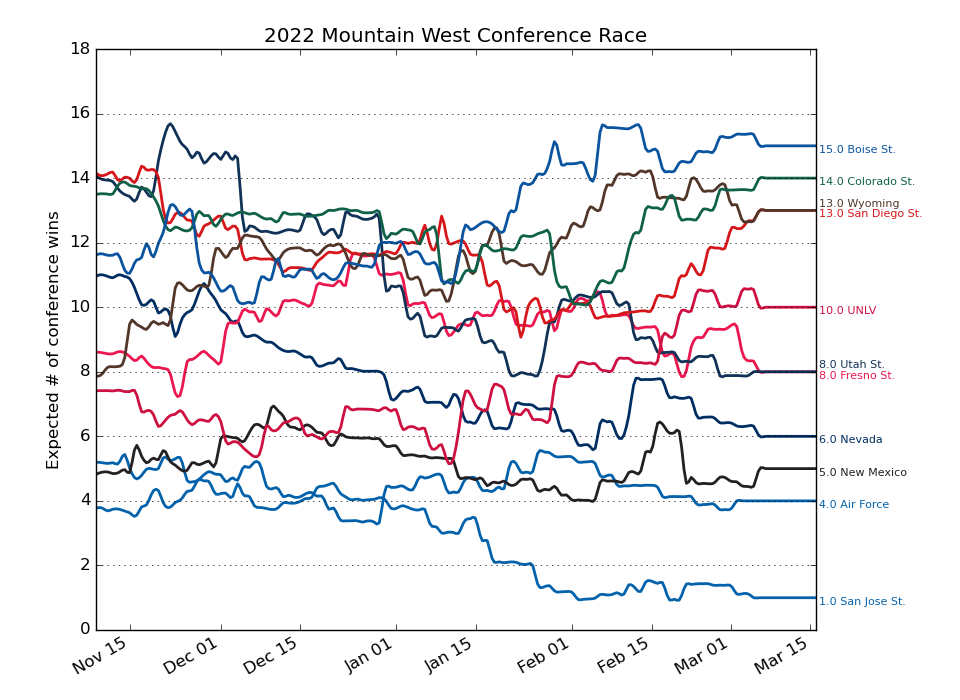 2022 Mountain West Conference Race
Expected # of conference wins
18
16
14
12
10
8
6
4
2
0
15.0 Boise St.
14.0 Colorado St.
13.0 Wyoming
13.0 San Diego St.
10.0 UNLV
8.0 Utah St.
8.0 Fresno St.
6.0 Nevada
5.0 New Mexico
4.0 Air Force
1.0 San Jose St.
Nov 15
Dec 01
Dec 15
Jan 01
Jan 15
Feb 01
Feb 15
Mar 01
Mar 15